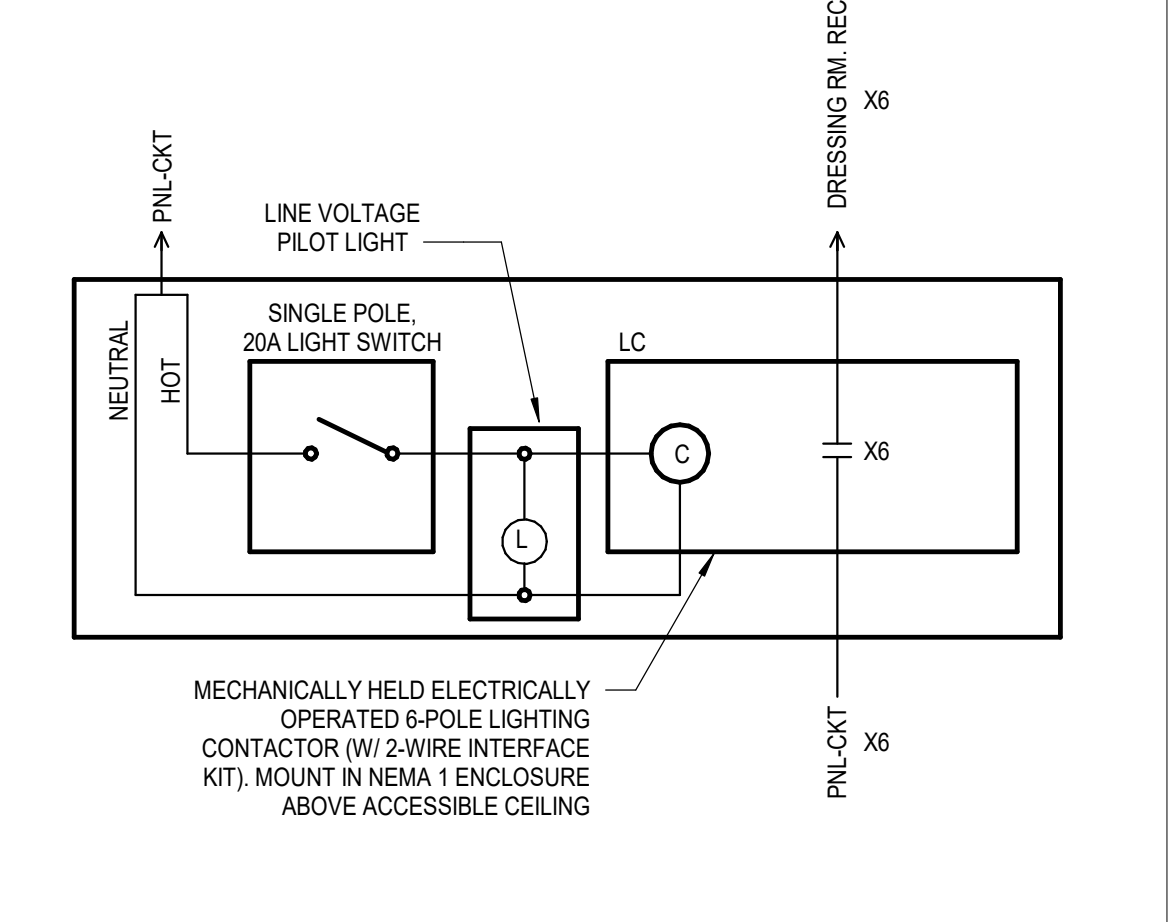 DRESSING RM. REC
X6
PNL-CKT
LINE VOLTAGE
PILOT LIGHT
SINGLE POLE,
20A LIGHT SWITCH
LC
NEUTRAL
HOT
C
X6
L
MECHANICALLY HELD ELECTRICALLY
OPERATED 6-POLE LIGHTING
CONTACTOR (W/ 2-WIRE INTERFACE
KIT). MOUNT IN NEMA 1 ENCLOSURE
ABOVE ACCESSIBLE CEILING
PNL-CKT
X6